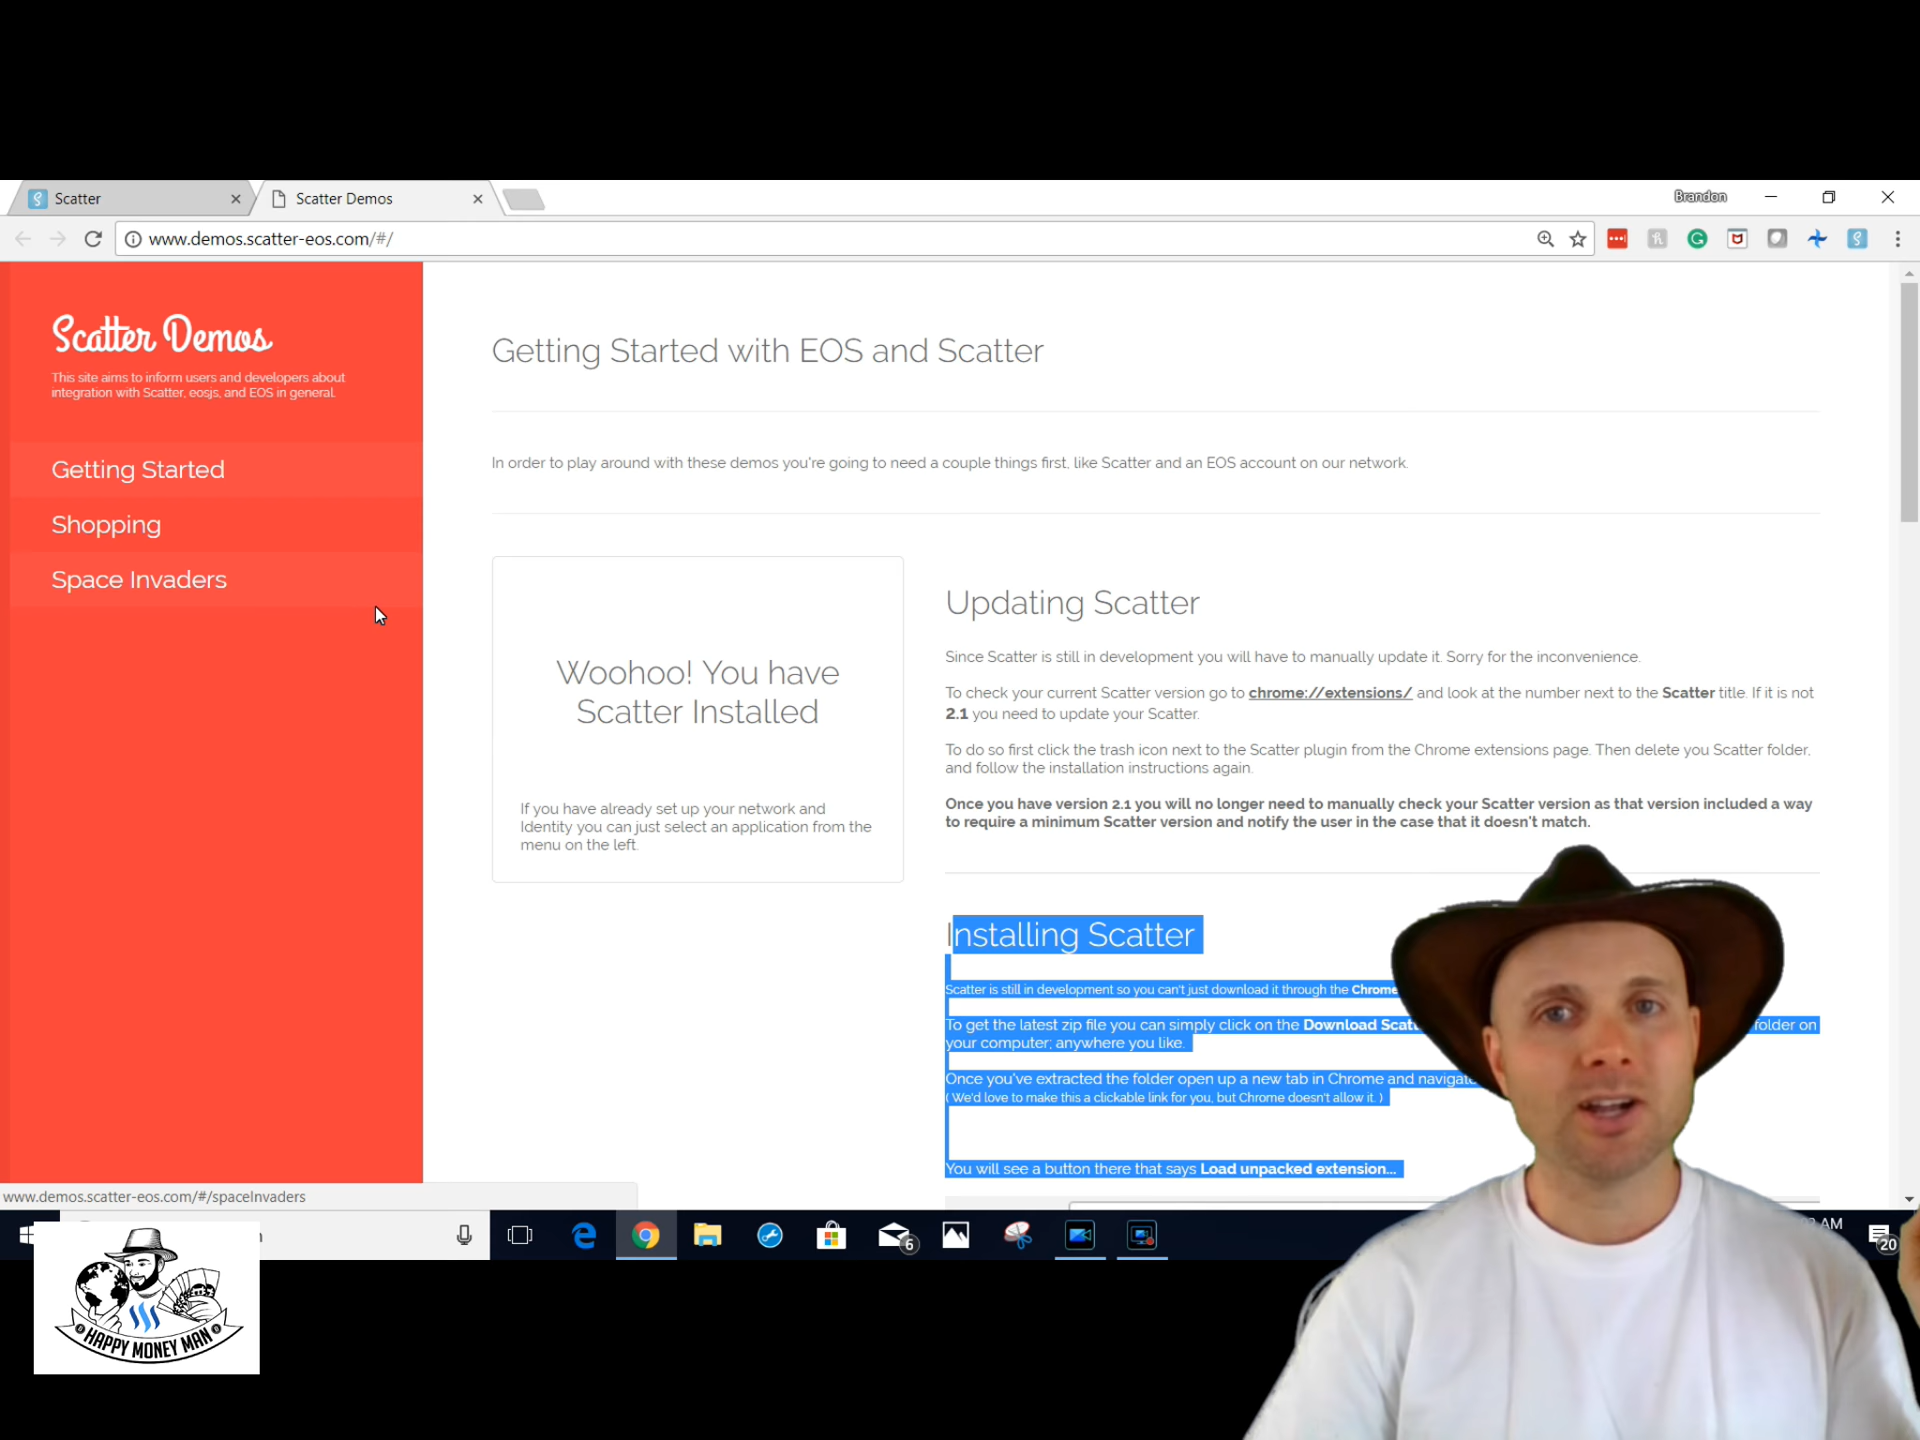 Scatter
Scatter Demos
Brandon
www.demos.scatter-eos.com/#/
Scatter Demos
This site aims to inform users and developers about
integration with Scatter, eosjs, and EOS in general.
Getting Started
Shopping
Space Invaders
Getting Started with EOS and Scatter
In order to play around with these demos you're going to need a couple things first, like Scatter and an EOS account on our network.
Woohoo! You have
Scatter Installed
If you have already set up your network and
Identity you can just select an application from the
menu on the left.
Updating Scatter
Since Scatter is still in development you will have to manually update it. Sorry for the inconvenience.
To check your current Scatter version go to chrome://extensions/ and look at the number next to the Scatter title. If it is not
2.1 you need to update your Scatter.
To do so first click the trash icon next to the Scatter plugin from the Chrome extensions page. Then delete you Scatter folder,
and follow the installation instructions again.
Once you have version 2.1 you will no longer need to manually check your Scatter version as that version included a way
to require a minimum Scatter version and notify the user in the case that it doesn't match.
Installing Scatter
Scatter is still in development so you can't just download it through the Chrome
To get the latest zip file you can simply click on the Download Scat folder on
your computer; anywhere you like.
Once you've extracted the folder open up a new tab in Chrome and navigate
( We'd love to make this a clickable link for you, but Chrome doesn't allow it. )
You will see a button there that says Load unpacked extension...
www.demos.scatter-eos.com/#/spaceInvaders
6
AM
20
HAPPY MONEY MAN